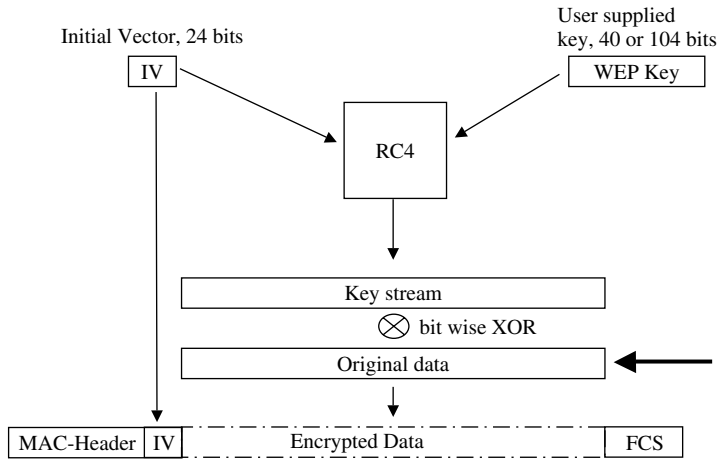 User supplied
key, 40 or 104 bits
Initial Vector, 24 bits
IV
WEP Key
RC4
Key stream
bit wise XOR
Original data
MAC-Header
IV
Encrypted Data
FCS